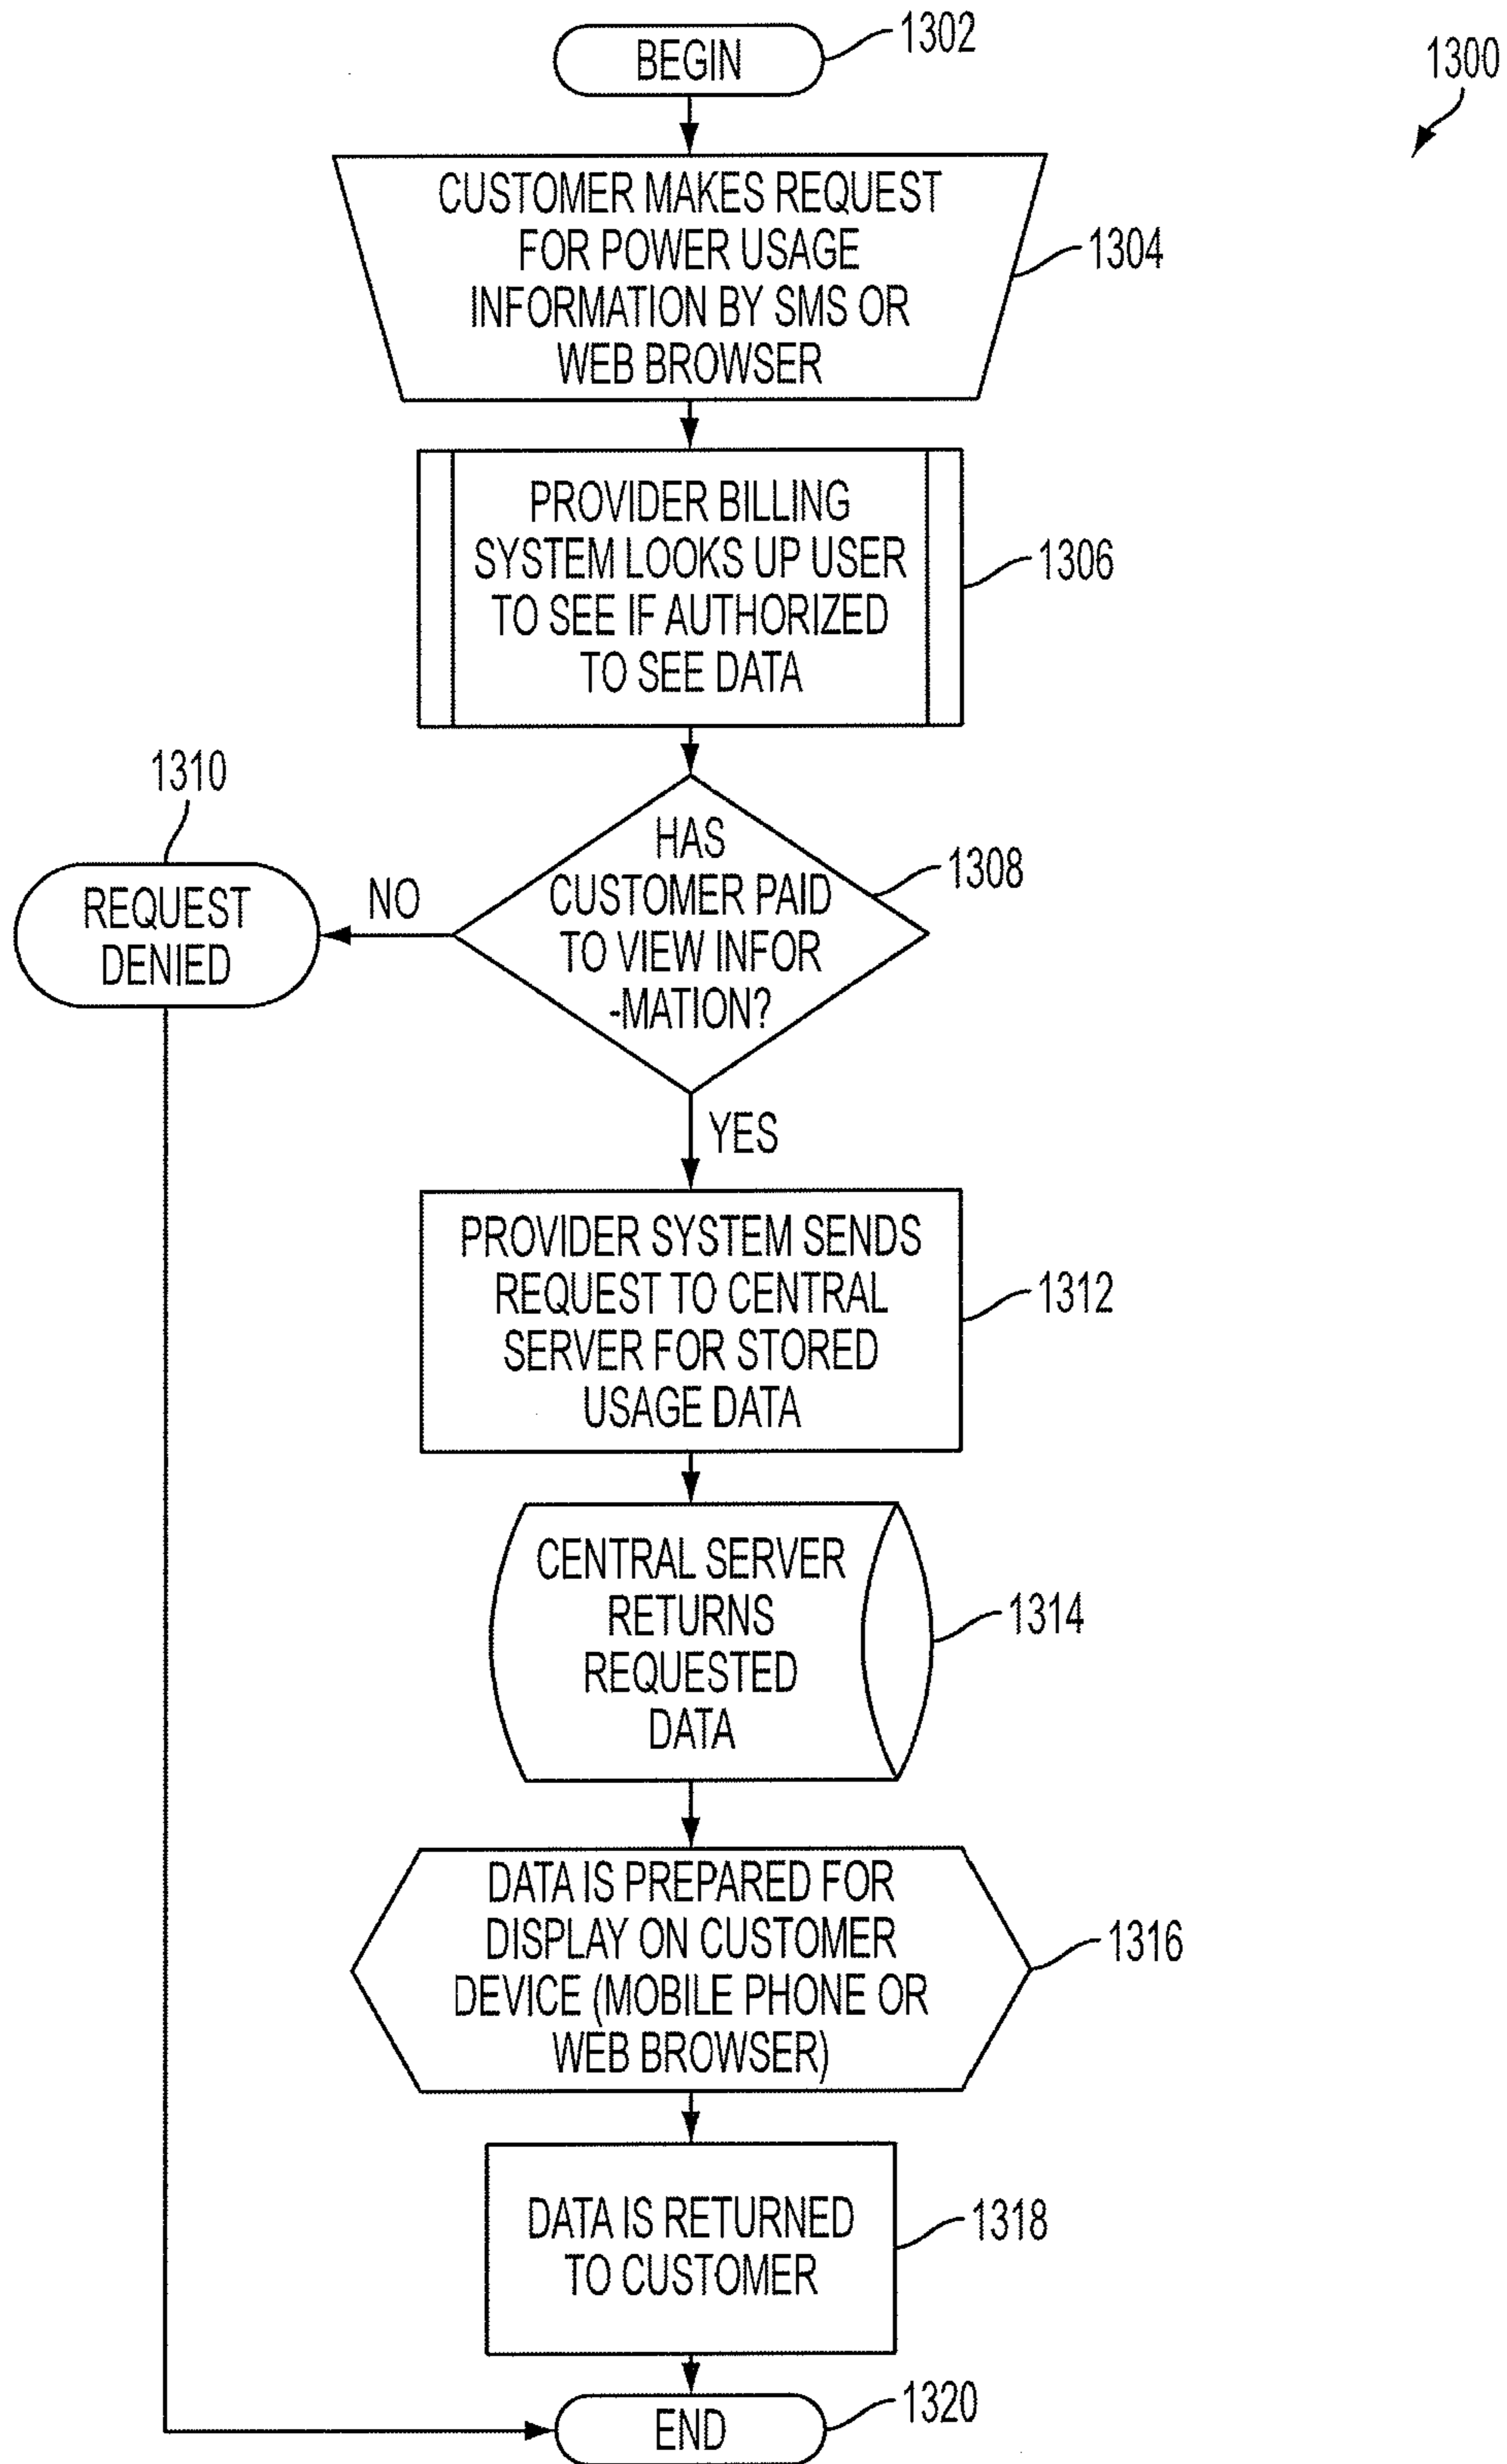 BEGIN
1302
1300
CUSTOMER MAKES REQUEST
FOR POWER USAGE
INFORMATION BY SMS OR
WEB BROWSER
1304
PROVIDER BILLING
SYSTEM LOOKS UP USER
TO SEE IF AUTHORIZED
TO SEE DATA
1306
HAS
CUSTOMER PAID
TO VIEW INFOR
-MATION?
1308
NO
1310
REQUEST
DENIED
YES
PROVIDER SYSTEM SENDS
REQUEST TO CENTRAL
SERVER FOR STORED
USAGE DATA
1312
CENTRAL SERVER
RETURNS
REQUESTED
DATA
1314
DATA IS PREPARED FOR
DISPLAY ON CUSTOMER
DEVICE (MOBILE PHONE OR
WEB BROWSER)
1316
DATA IS RETURNED
TO CUSTOMER
1318
END
1320